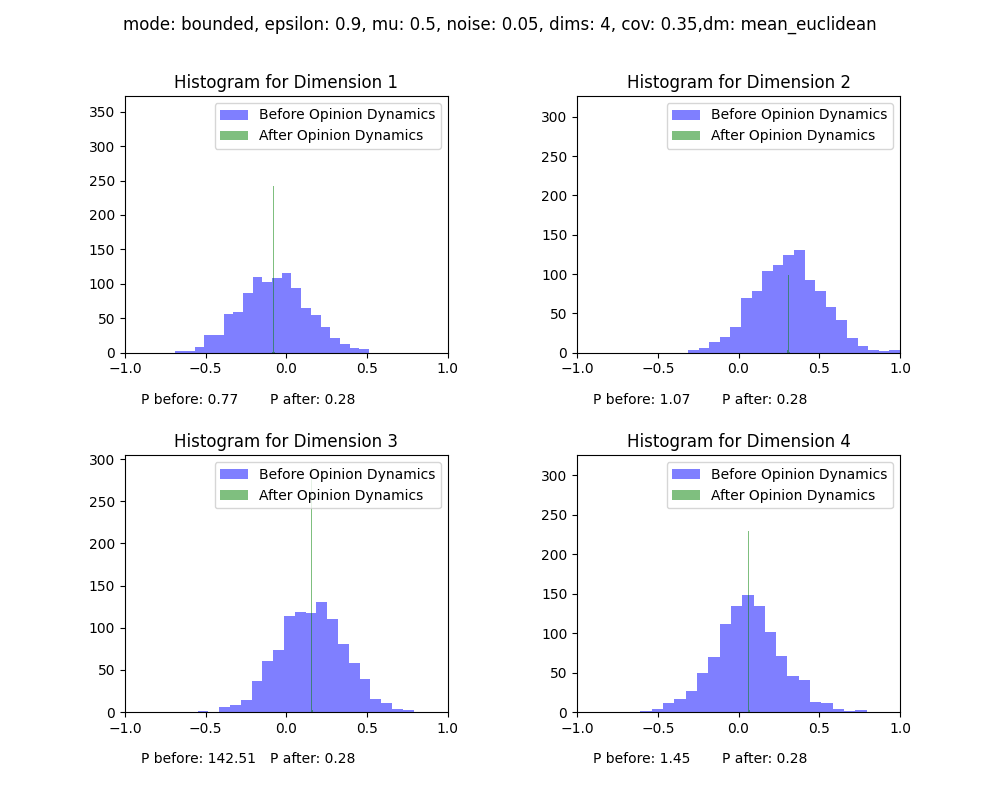 mode: bounded, epsilon: 0.9, mu: 0.5, noise: 0.05, dims: 4, cov: 0.35,dm: mean_euclidean
Histogram for Dimension 1
Before Opinion Dynamics
After Opinion Dynamics
350
300
250
200
150
100
50
0
−1.0 −0.5 0.0 0.5 1.0
P before: 0.77 P after: 0.28
Histogram for Dimension 2
Before Opinion Dynamics
After Opinion Dynamics
300
250
200
150
100
50
0
−1.0 −0.5 0.0 0.5 1.0
P before: 1.07 P after: 0.28
Histogram for Dimension 3
Before Opinion Dynamics
After Opinion Dynamics
300
250
200
150
100
50
0
−1.0 −0.5 0.0 0.5 1.0
P before: 142.51 P after: 0.28
Histogram for Dimension 4
Before Opinion Dynamics
After Opinion Dynamics
300
250
200
150
100
50
0
−1.0 −0.5 0.0 0.5 1.0
P before: 1.45 P after: 0.28